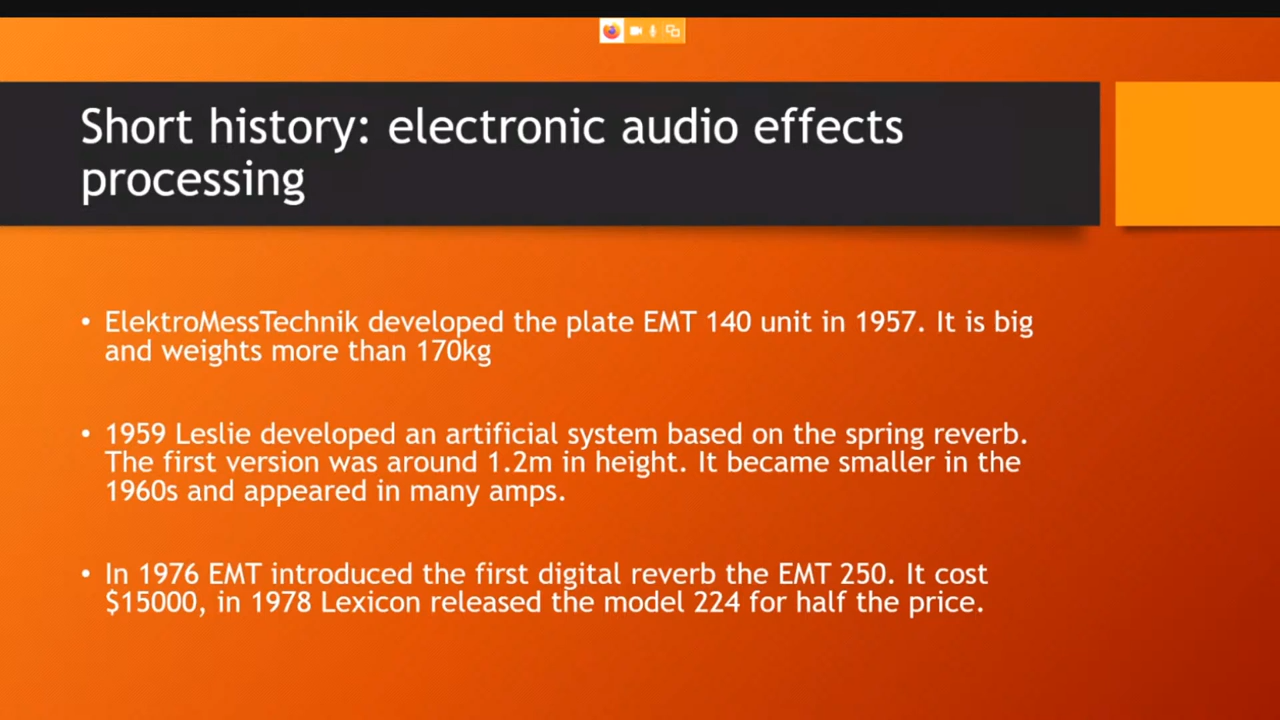 Short history: electronic audio effects
processing
• ElektroMessTechnik developed the plate EMT 140 unit in 1957. It is big
and weights more than 170kg
• 1959 Leslie developed an artificial system based on the spring reverb.
The first version was around 1.2m in height. It became smaller in the
1960s and appeared in many amps.
• In 1976 EMT introduced the first digital reverb the EMT 250. It cost
$15000, in 1978 Lexicon released the model 224 for half the price.